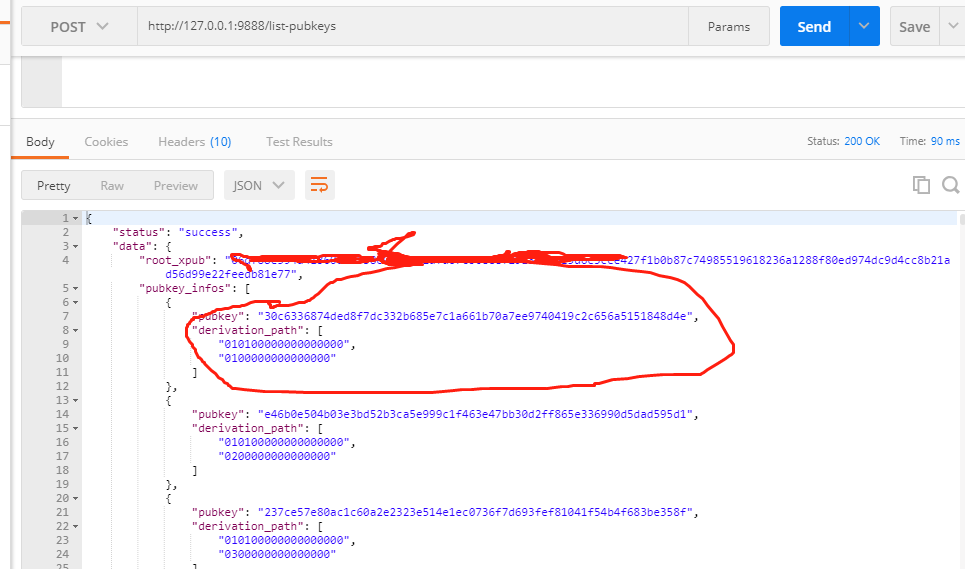 POST http://127.0.0.1:9888/list-pubkeys Params Send Save
Body Cookies Headers (10) Test Results Status: 200 OK Time: 90 ms
Pretty Raw Preview JSON
1 {
2 "status": "success",
3 "data": {
4 "root_xpub": 427f1b0b87c74985519618236a1288f80ed974dc9d4cc8b21a
d56d99e22feedb81e77",
5 "pubkey_infos": [
6 {
7 "pubkey": "30c6336874ded8f7dc332b685e7c1a661b70a7ee9740419c2c656a5151848d4e",
8 "derivation_path": [
9 "010100000000000000",
10 "0100000000000000"
11 ]
12 },
13 {
14 "pubkey": "e46b0e504b03e3bd52b3ca5e999c1f463e47bb30d2ff865e336990d5dad595d1",
15 "derivation_path": [
16 "010100000000000000",
17 "0200000000000000"
18 ]
19 },
20 {
21 "pubkey": "237ce57e80ac1c60a2e2323e514e1ec0736f7d693fef81041f54b4f683be358f",
22 "derivation_path": [
23 "010100000000000000",
24 "0300000000000000"
25 ]